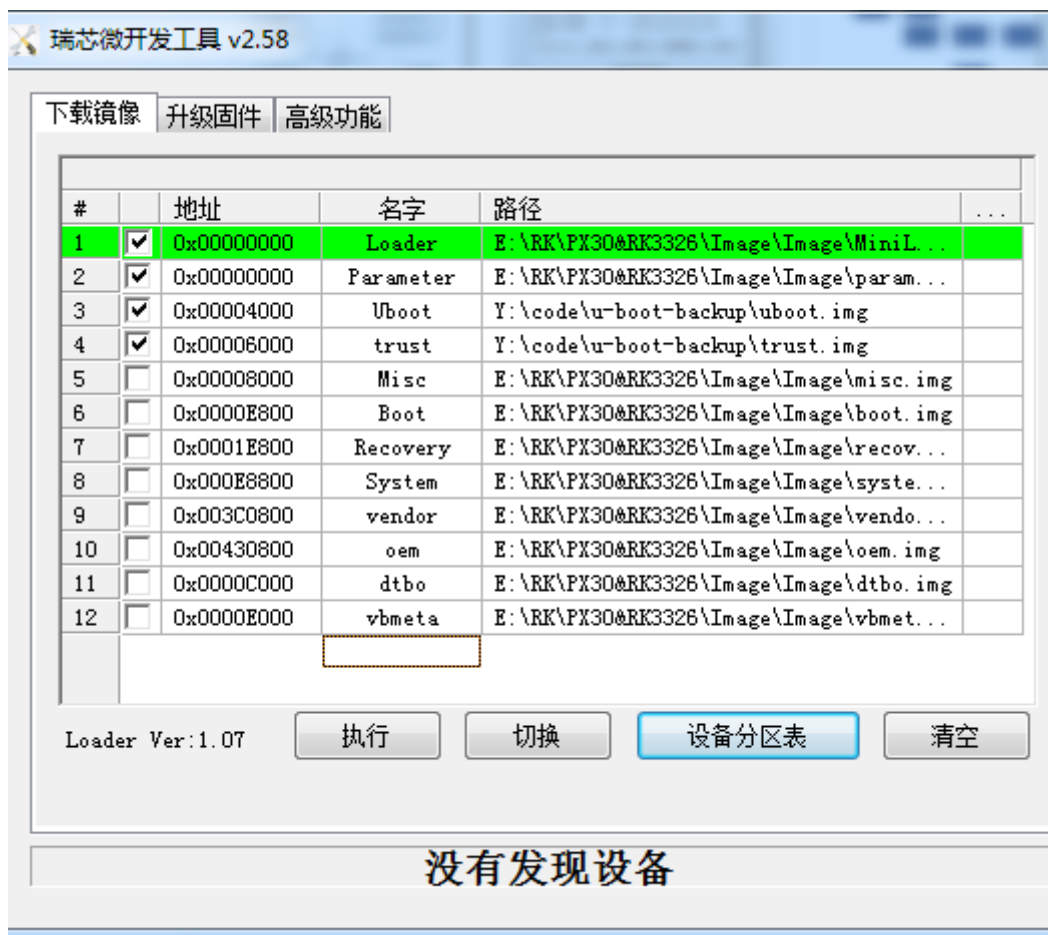 瑞芯微开发工具 v2.58
下载镜像 升级固件 高级功能
# 地址 名字 路径 ...
1 0x00000000 Loader E:\RK\PX30&RK3326\Image\Image\MiniL...
2 0x00000000 Parameter E:\RK\PX30&RK3326\Image\Image\param...
3 0x00004000 Uboot Y:\code\u-boot-backup\uboot.img
4 0x00006000 trust Y:\code\u-boot-backup\trust.img
5 0x00008000 Misc E:\RK\PX30&RK3326\Image\Image\misc.img
6 0x0000E800 Boot E:\RK\PX30&RK3326\Image\Image\boot.img
7 0x0001E800 Recovery E:\RK\PX30&RK3326\Image\Image\recov...
8 0x000E8800 System E:\RK\PX30&RK3326\Image\Image\syste...
9 0x003C0800 vendor E:\RK\PX30&RK3326\Image\Image\vendo...
10 0x00430800 oem E:\RK\PX30&RK3326\Image\Image\oem.img
11 0x0000C000 dtbo E:\RK\PX30&RK3326\Image\Image\dtbo.img
12 0x0000E000 vbmeta E:\RK\PX30&RK3326\Image\Image\vbmet...
Loader Ver:1.07 执行 切换 设备分区表 清空
没有发现设备